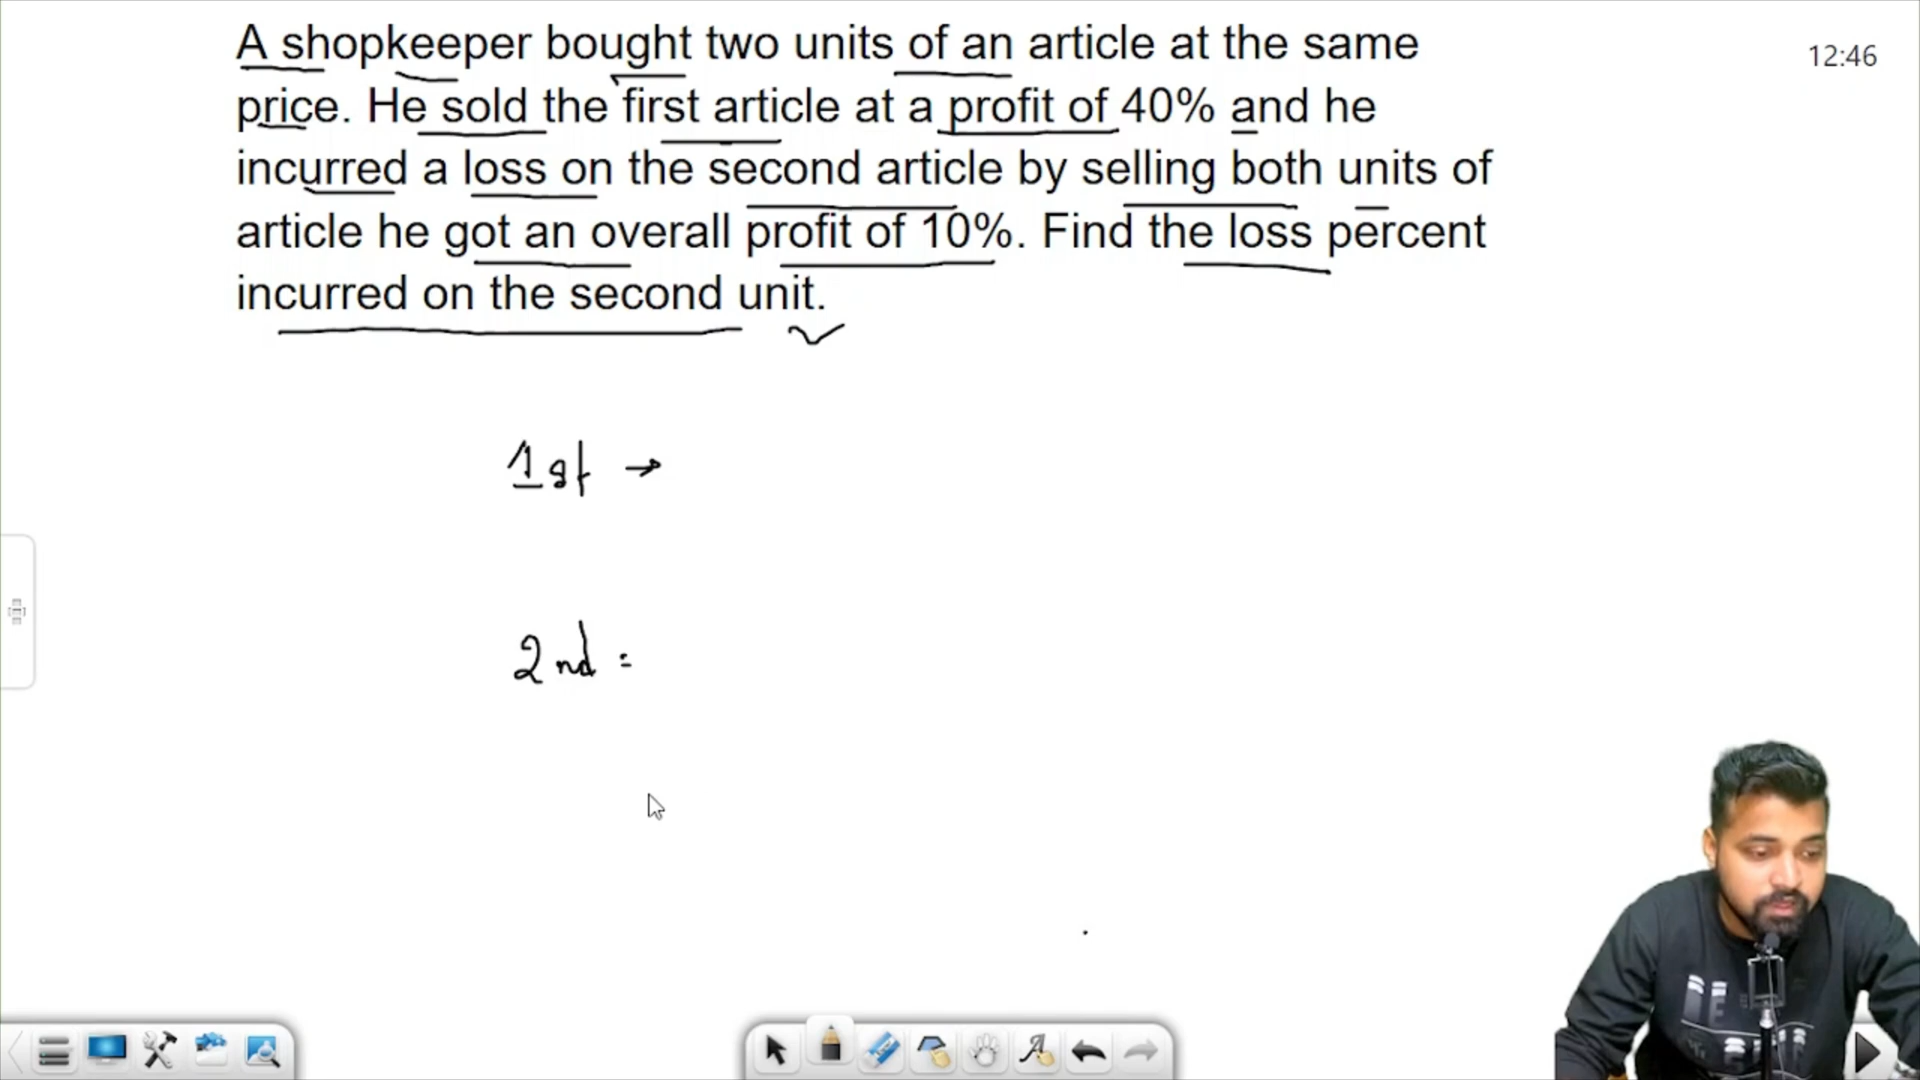 A shopkeeper bought two units of an article at the same
12:46
price. He sold the first article at a profit of 40% and he
incurred a loss on the second article by selling both units of
article he got an overall profit of 10%. Find the loss percent
incurred on the second unit.
1st →
2nd =